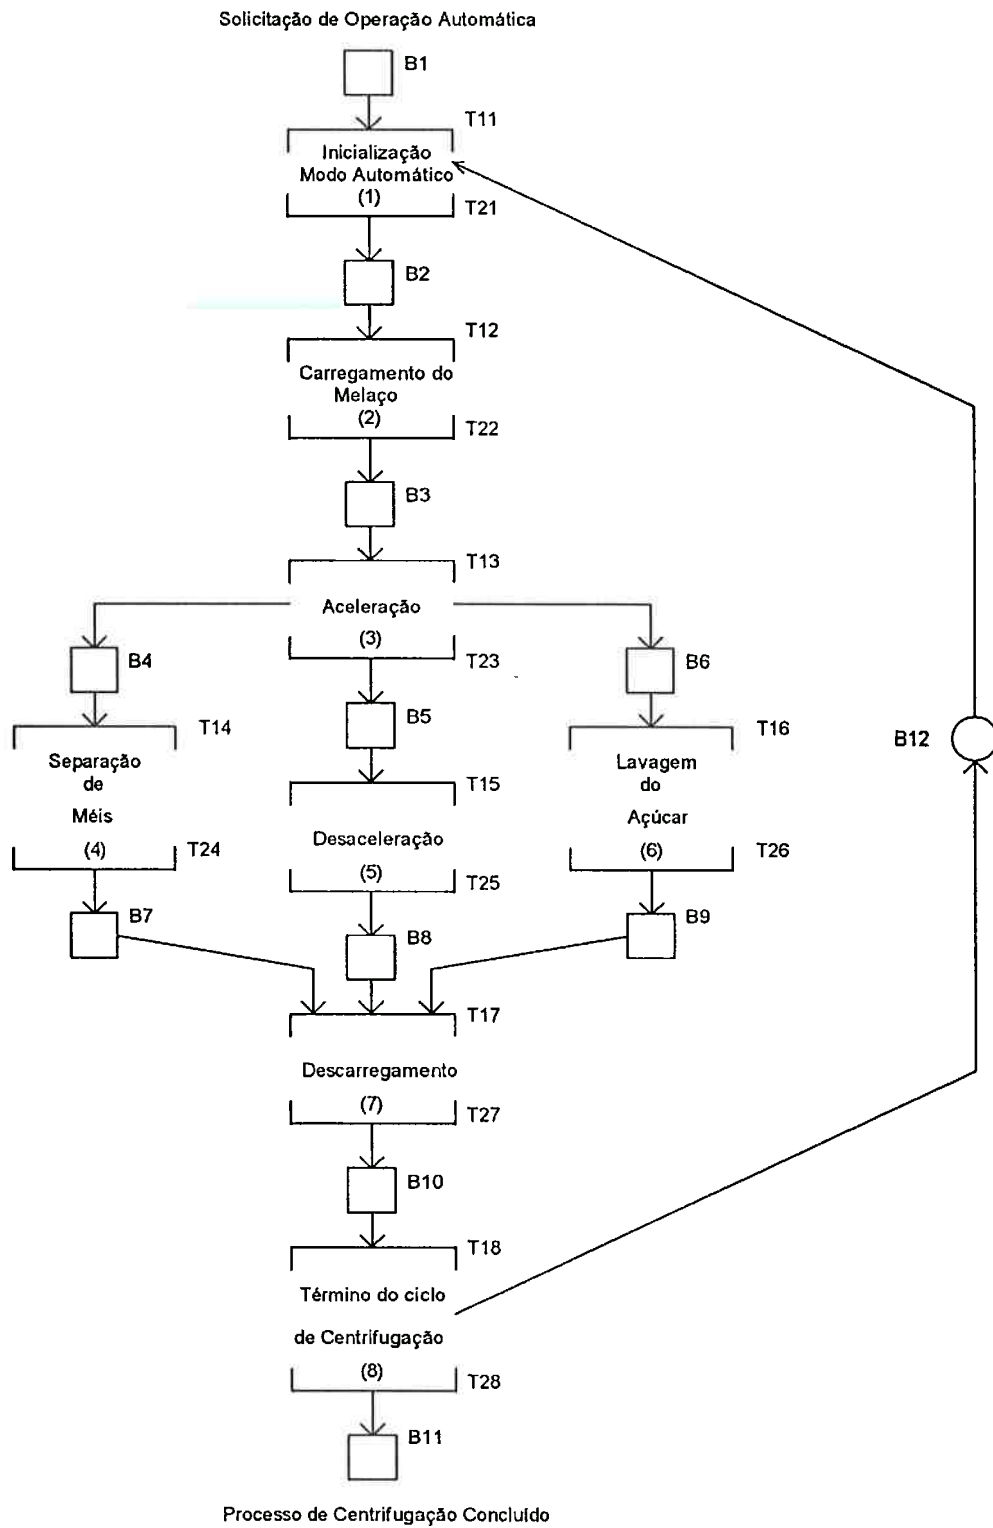 Solicitação de Operação Automática
B1
T11
Inicialização
Modo Automático
(1)
T21
B2
T12
Carregamento do
Melaço
(2)
T22
B3
T13
Aceleração
(3)
T23
B4
B5
B6
T14
Separação
de
Méis
(4)
T24
T15
Desaceleração
(5)
T25
T16
Lavagem
do
Açúcar
(6)
T26
B12
B7
B8
B9
T17
Descarregamento
(7)
T27
B10
T18
Término do ciclo
de Centrifugação
(8)
T28
B11
Processo de Centrifugação Concluído